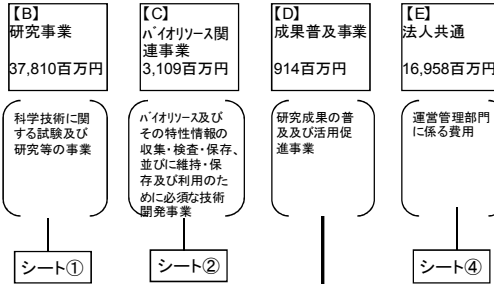 【B】
研究事業
37,810百万円
【C】
バイオリソース関
連事業
3,109百万円
【D】
成果普及事業
914百万円
【E】
法人共通
16,958百万円
科学技術に関
する試験及び
研究等の事業
バイオリソース及び
その特性情報の
収集・検査・保存、
並びに維持・保
存及び利用のた
めに必須な技術
開発事業
研究成果の普
及及び活用促
進事業
運営管理部門
に係る費用
シート①
シート②
シート④